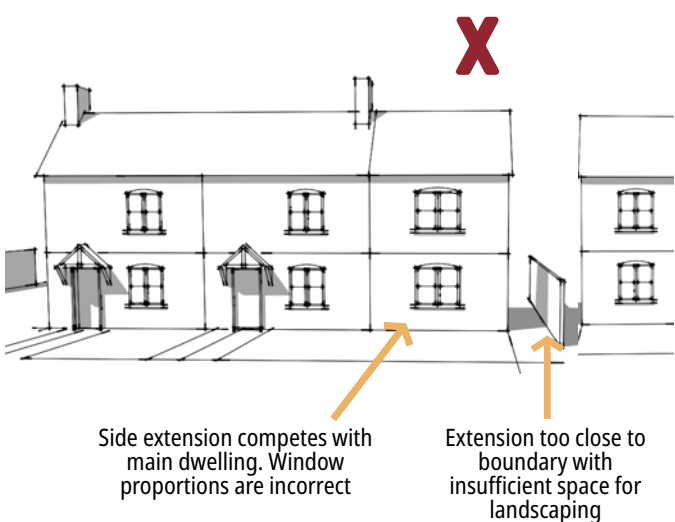 X
Side extension competes with
main dwelling. Window
proportions are incorrect
Extension too close to
boundary with
insufficient space for
landscaping